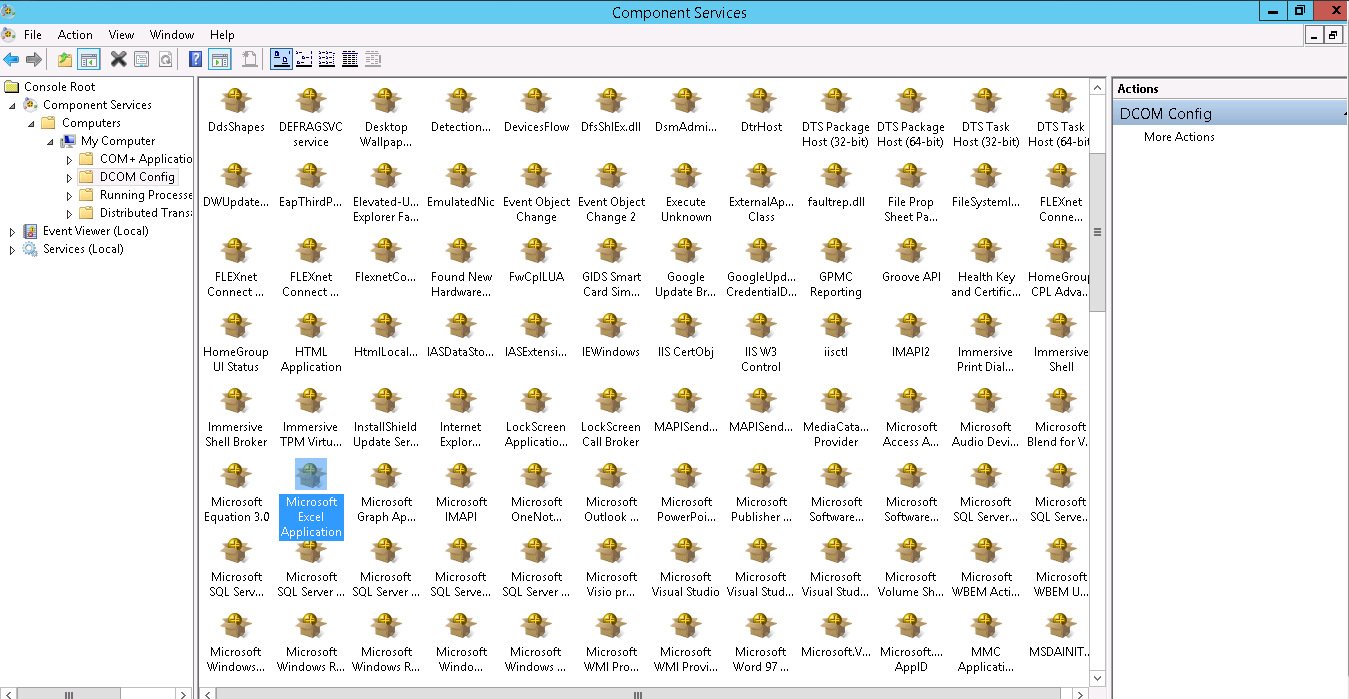 Component Services
File Action View Window Help
Console Root
Component Services
Computers
My Computer
COM+ Applicatio
DCOM Config
Running Processe
Distributed Trans
Event Viewer (Local)
Services (Local)
DdsShapes DEFRAGSVC Desktop Detection... DevicesFlow DfsShlEx.dll DsmAdmi... DtrHost DTS Package DTS Package DTS Task DTS Task
service Wallpap... Host (32-bit) Host (64-bit) Host (32-bit) Host (64-bit
DWUpdate... EapThirdP... Elevated-U... EmulatedNic Event Object Event Object Execute ExternalAp... faultrep.dll File Prop FileSystemI... FLEXnet
Explorer Fa... Change Change 2 Unknown Class Sheet Pa... Conne...
FLEXnet FLEXnet FlexnetCo... Found New FwCplLUA GIDS Smart Google GoogleUpd... GPMC Groove API Health Key HomeGroup
Connect ... Connect ... Hardware... Card Sim... Update Br... CredentialD... Reporting and Certific... CPL Adva...
HomeGroup HTML HtmlLocal... IASDataSto... IASExtensi... IEWindows IIS CertObj IIS W3 iisctl IMAPI2 Immersive Immersive
UI Status Application Control Print Dial... Shell
Immersive Immersive InstallShield Internet LockScreen LockScreen MAPISend... MAPISend... MediaCata... Microsoft Microsoft Microsoft
Shell Broker TPM Virtu... Update Ser... Explor... Applicatio... Call Broker Provider Access A... Audio Devi... Blend for V...
Microsoft Microsoft Microsoft Microsoft Microsoft Microsoft Microsoft Microsoft Microsoft Microsoft Microsoft Microsoft
Equation 3.0 Excel Graph Ap... IMAPI OneNot... Outlook ... PowerPoi... Publisher ... Software... Software... SQL Server... SQL Serve...
Application
Microsoft Microsoft Microsoft Microsoft Microsoft Microsoft Microsoft Microsoft Microsoft Microsoft Microsoft Microsoft
SQL Serv... SQL Server ... SQL Server ... SQL Serve... SQL Server ... Visio pr... Visual Studio Visual Stud... Visual Stud... Volume Sh... WBEM Acti... WBEM U...
Microsoft Microsoft Microsoft Microsoft Microsoft Microsoft Microsoft Microsoft Microsoft.V... Microsoft.... MMC MSDAINIT...
Windows... Windows R... Windows R... Windo... Windows ... WMI Pro... WMI Provi... Word 97 ... AppID Applicati...
Actions
DCOM Config
More Actions